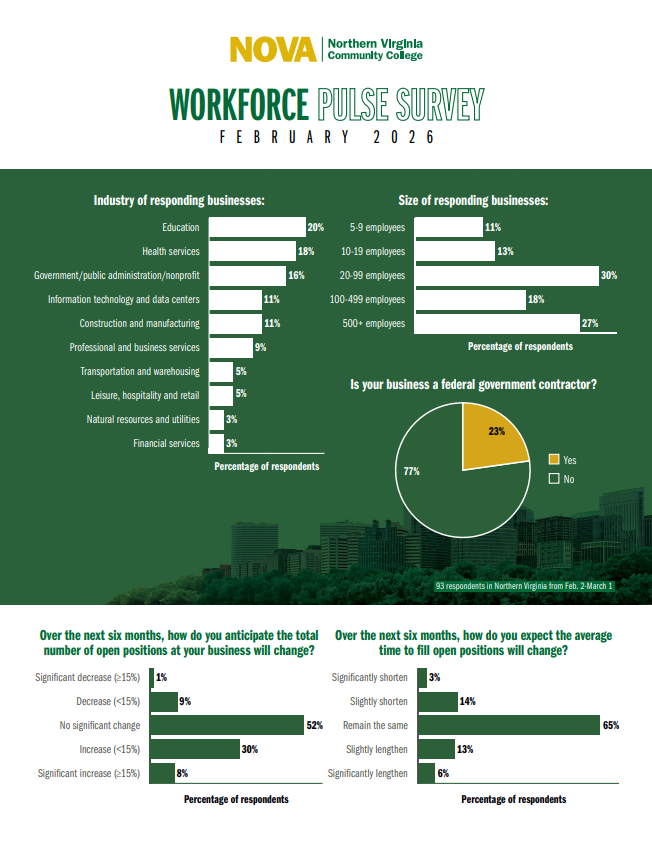 NOVA
Northern Virginia
Community College
WORKFORCE PULSE SURVEY
FEBRUARY 2026
Industry of responding businesses:
Education 20%
Health services 18%
Government/public administration/nonprofit 16%
Information technology and data centers 11%
Construction and manufacturing 11%
Professional and business services 9%
Transportation and warehousing 5%
Leisure, hospitality and retail 5%
Natural resources and utilities 3%
Financial services 3%
Percentage of respondents
Size of responding businesses:
5-9 employees 11%
10-19 employees 13%
20-99 employees 30%
100-499 employees 18%
500+ employees 27%
Percentage of respondents
Is your business a federal government contractor?
23%
77%
Yes
No
93 respondents in Northern Virginia from Feb. 2-March 1
Over the next six months, how do you anticipate the total
number of open positions at your business will change?
Significant decrease (≥15%) 1%
Decrease (<15%) 9%
No significant change 52%
Increase (<15%) 30%
Significant increase (≥15%) 8%
Percentage of respondents
Over the next six months, how do you expect the average
time to fill open positions will change?
Significantly shorten 3%
Slightly shorten 14%
Remain the same 65%
Slightly lengthen 13%
Significantly lengthen 6%
Percentage of respondents